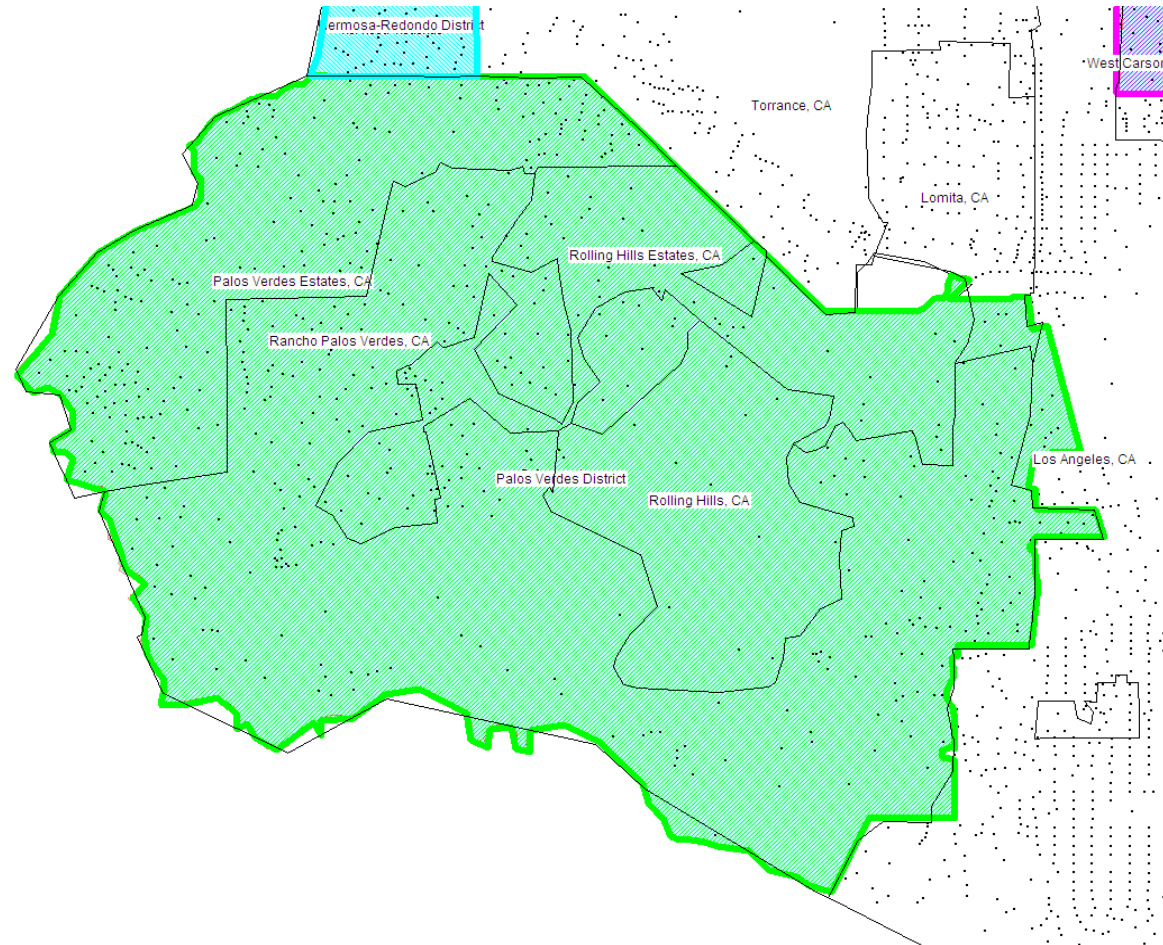 ermosa-Redondo District
West Carson
Torrance, CA
Lomita, CA
Rolling Hills Estates, CA
Palos Verdes Estates, CA
Rancho Palos Verdes, CA
Los Angeles, CA
Palos Verdes District
Rolling Hills, CA